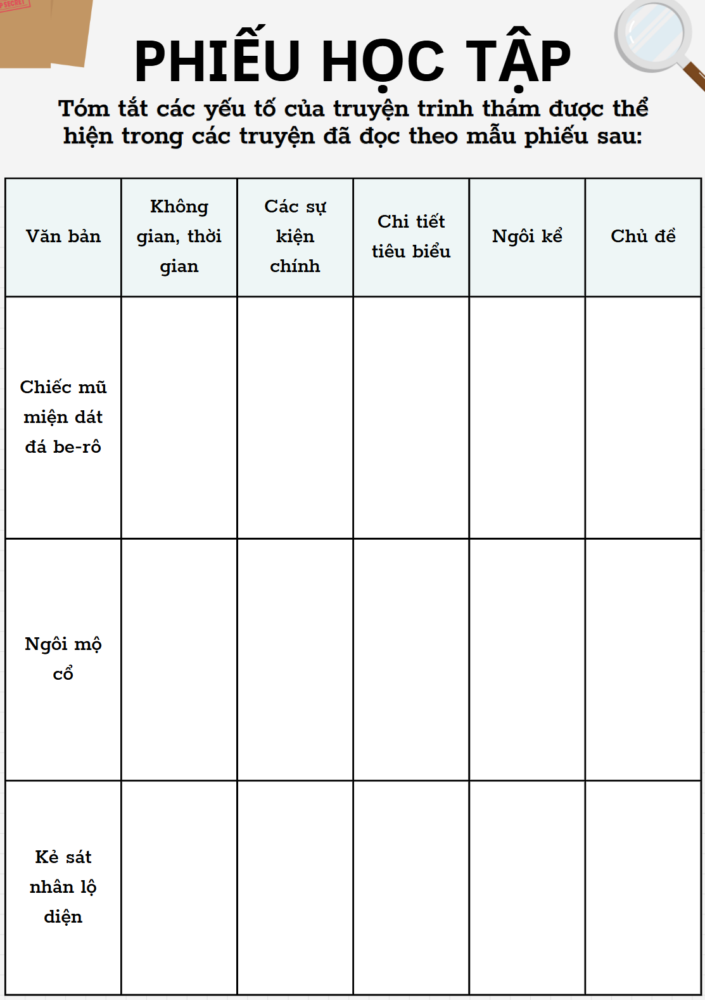 P SECRET
PHIẾU HỌC TẬP
Tóm tắt các yếu tố của truyện trinh thám được thể
hiện trong các truyện đã đọc theo mẫu phiếu sau:
Văn bản
Không
gian, thời
gian
Các sự
kiện
chính
Chi tiết
tiêu biểu
Ngôi kể
Chủ đề
Chiếc mũ
miện dát
đá be-rô
Ngôi mộ
cổ
Kẻ sát
nhân lộ
diện